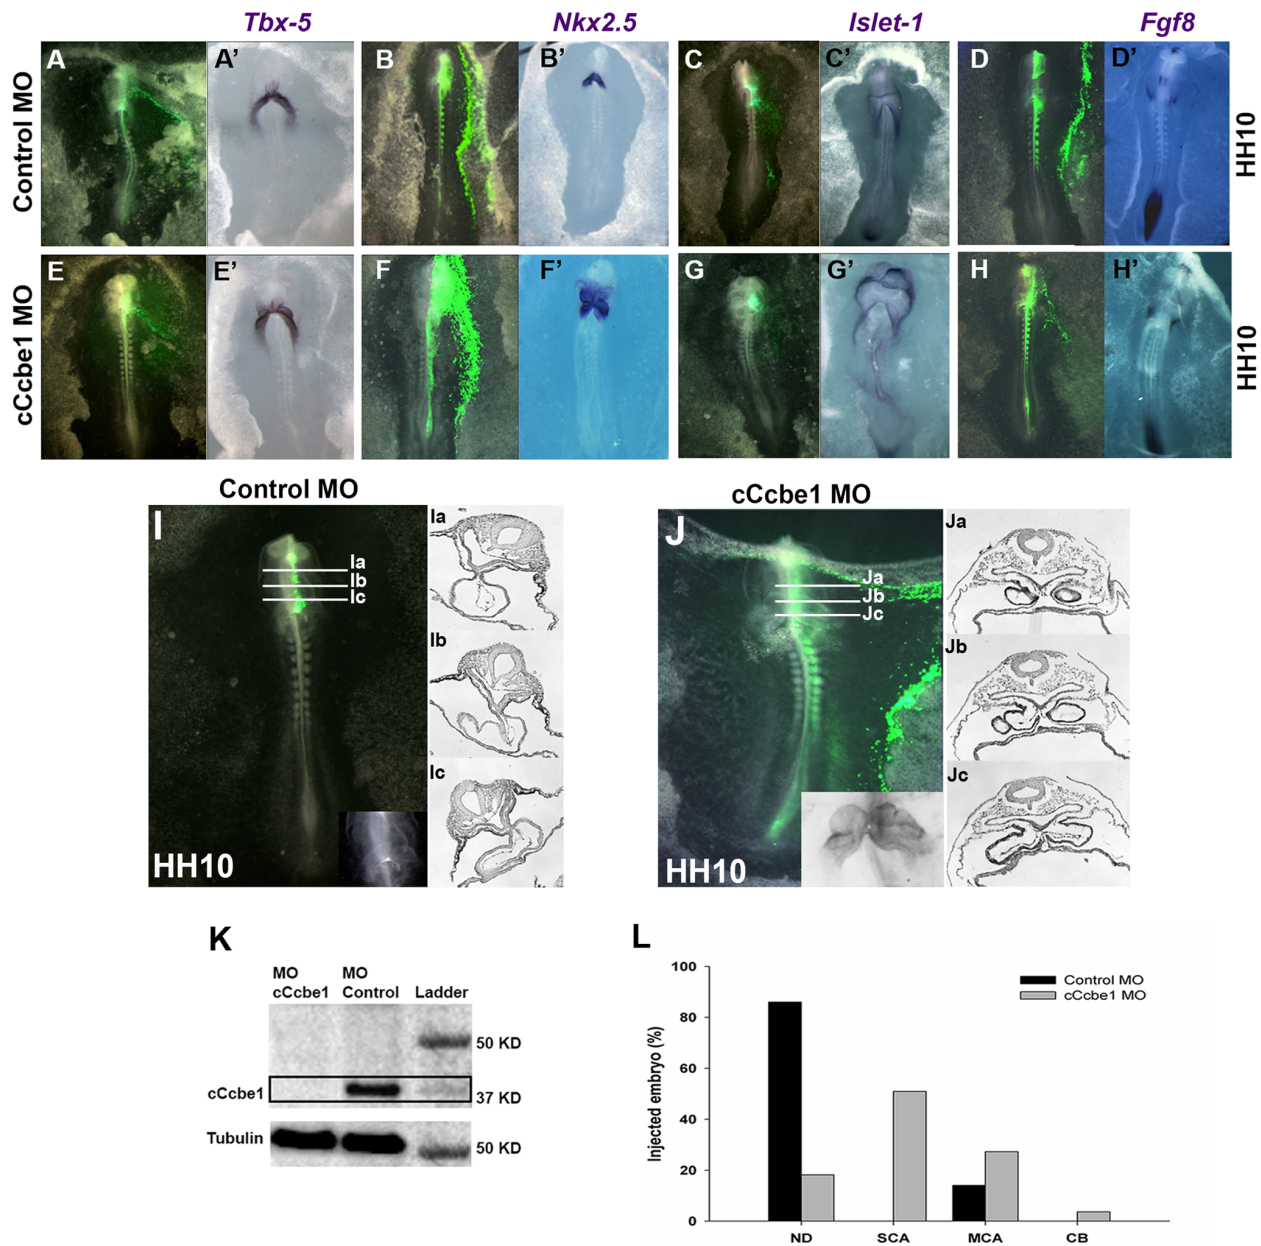 Tbx-5 Nkx2.5 Islet-1 Fgf8
Control MO
A A’ B B’ C C’ D D’
HH10
cCcbe1 MO
E E’ F F’ G G’ H H’
HH10
Control MO
I
Ia
Ib
Ic
HH10
Ia
Ib
Ic
cCcbe1 MO
J
Ja
Jb
Jc
HH10
Ja
Jb
Jc
K
MO cCcbe1
MO Control
Ladder
50 KD
cCcbe1
37 KD
Tubulin
50 KD
L
Injected embryo (%)
100
80
60
40
20
0
Control MO
cCcbe1 MO
ND SCA MCA CB